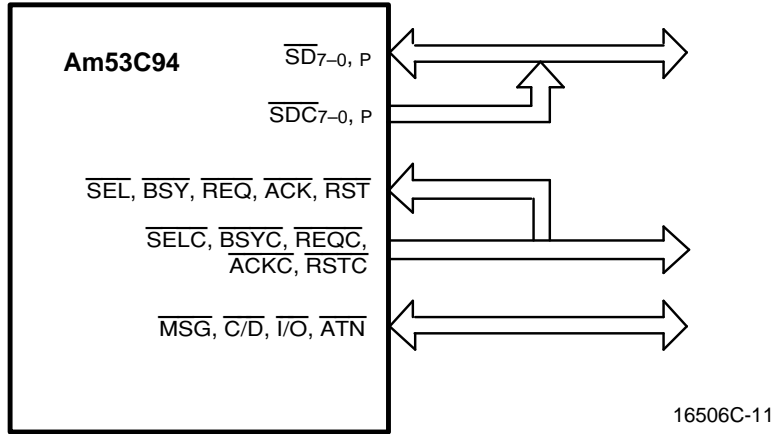 Am53C94
SD7–0, P
SDC7–0, P
SEL, BSY, REQ, ACK, RST
SELC, BSYC, REQC,
ACKC, RSTC
MSG, C/D, I/O, ATN
16506C-11